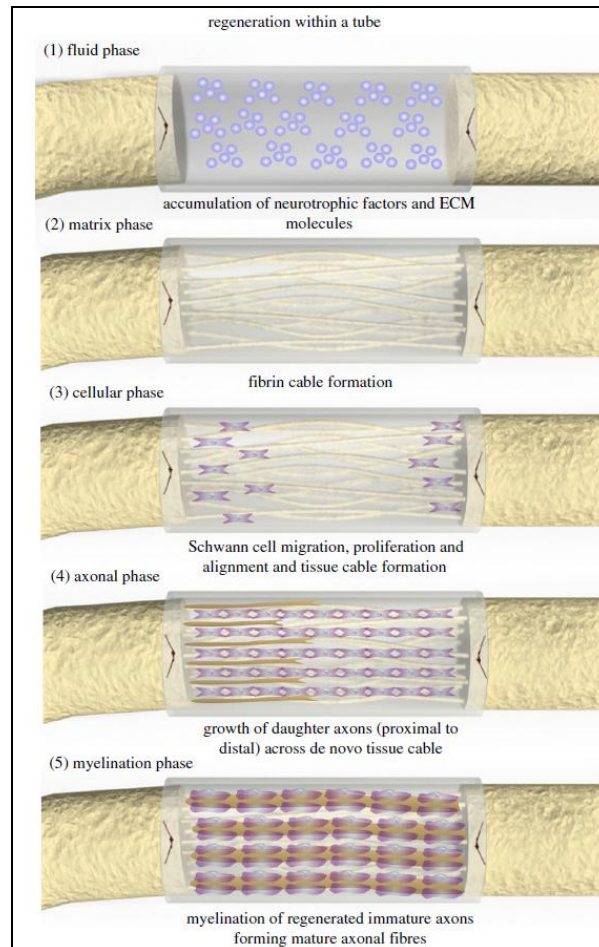 regeneration within a tube
(1) fluid phase
accumulation of neurotrophic factors and ECM
molecules
(2) matrix phase
fibrin cable formation
(3) cellular phase
Schwann cell migration, proliferation and
alignment and tissue cable formation
(4) axonal phase
growth of daughter axons (proximal to
distal) across de novo tissue cable
(5) myelination phase
myelination of regenerated immature axons
forming mature axonal fibres